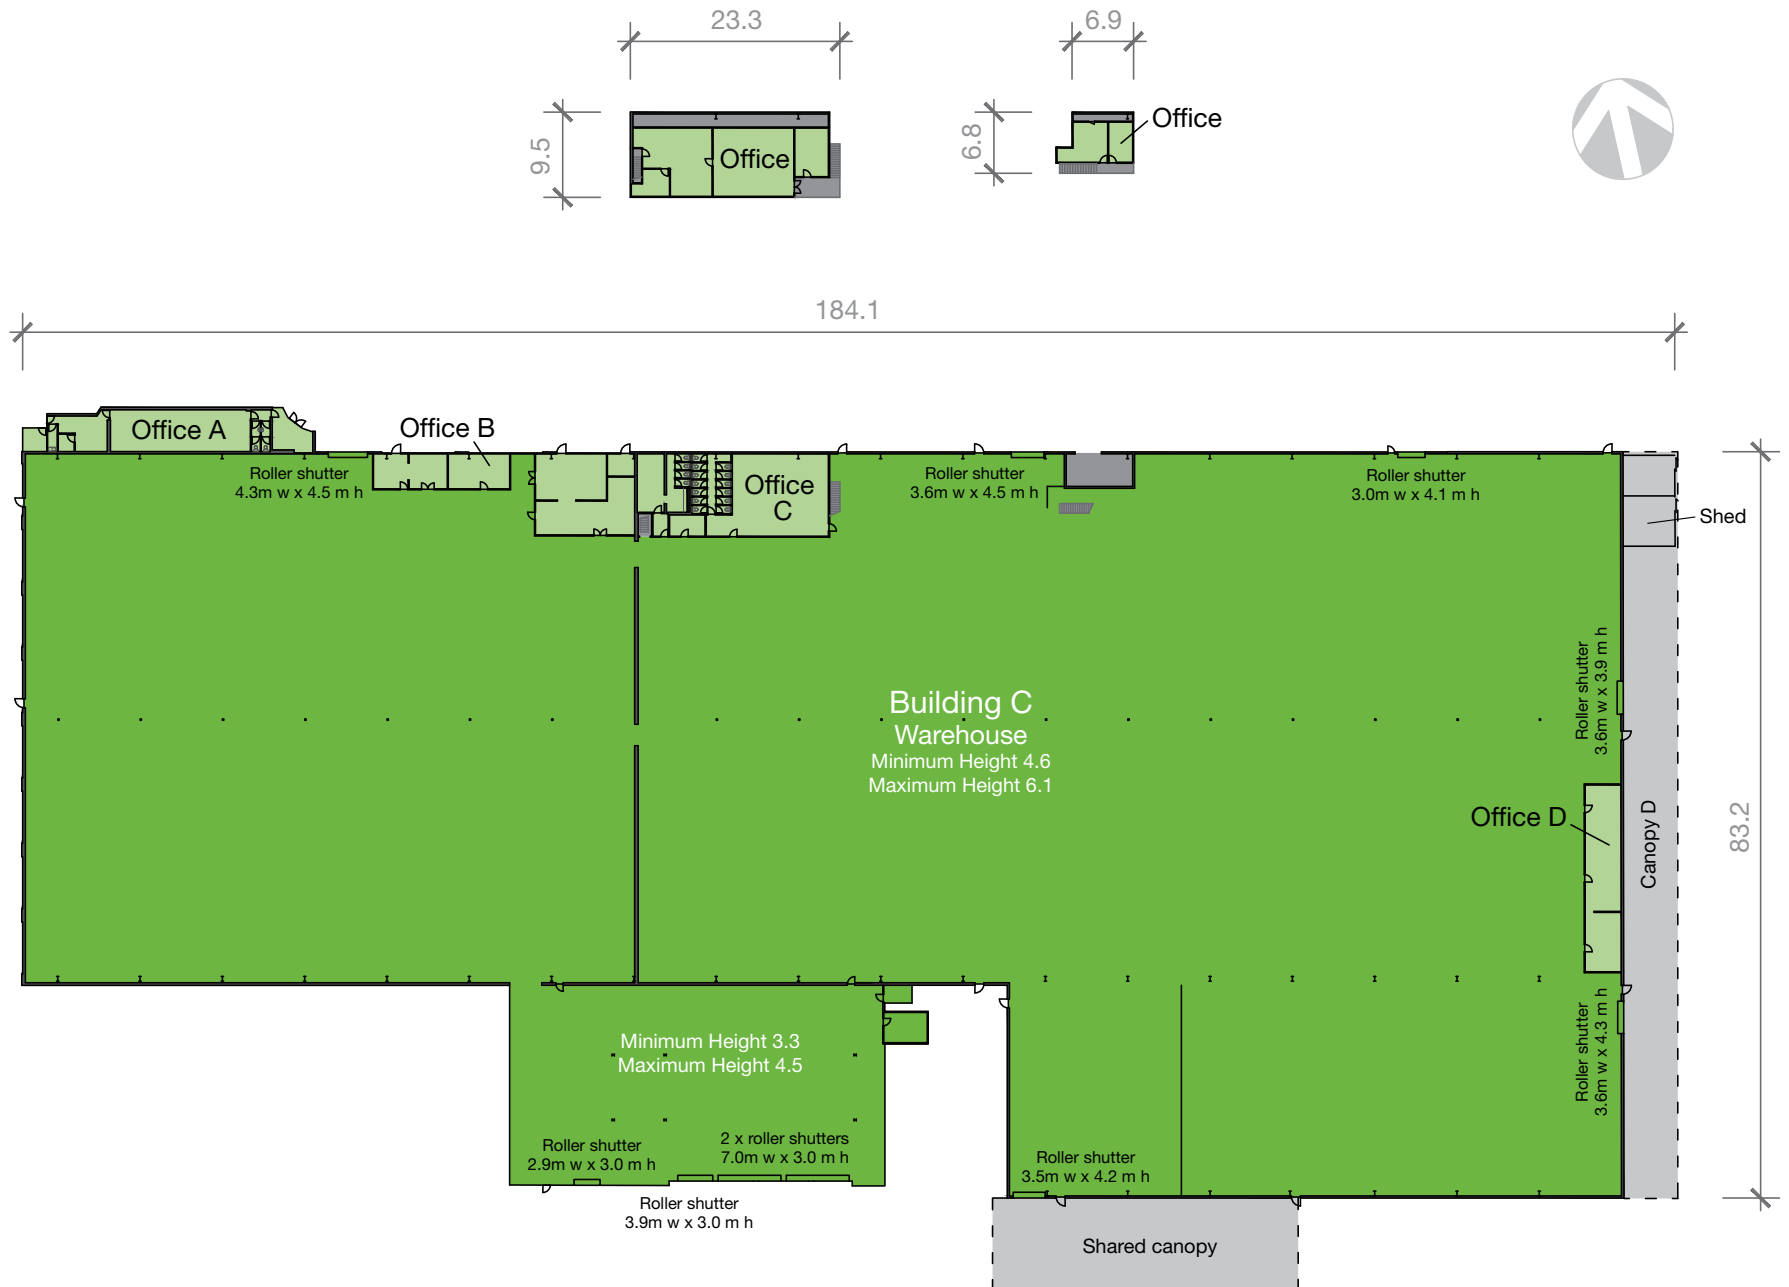 23.3
6.9
9.5
Office
6.8
Office
184.1
Office A
Office B
Roller shutter
4.3m w x 4.5 m h
Office
C
Roller shutter
3.6m w x 4.5 m h
Roller shutter
3.0m w x 4.1 m h
Shed
Roller shutter
3.6m w x 3.9 m h
Building C
Warehouse
Minimum Height 4.6
Maximum Height 6.1
Office D
Canopy D
83.2
Minimum Height 3.3
Maximum Height 4.5
Roller shutter
3.6m w x 4.3 m h
Roller shutter
2.9m w x 3.0 m h
2 x roller shutters
7.0m w x 3.0 m h
Roller shutter
3.5m w x 4.2 m h
Roller shutter
3.9m w x 3.0 m h
Shared canopy